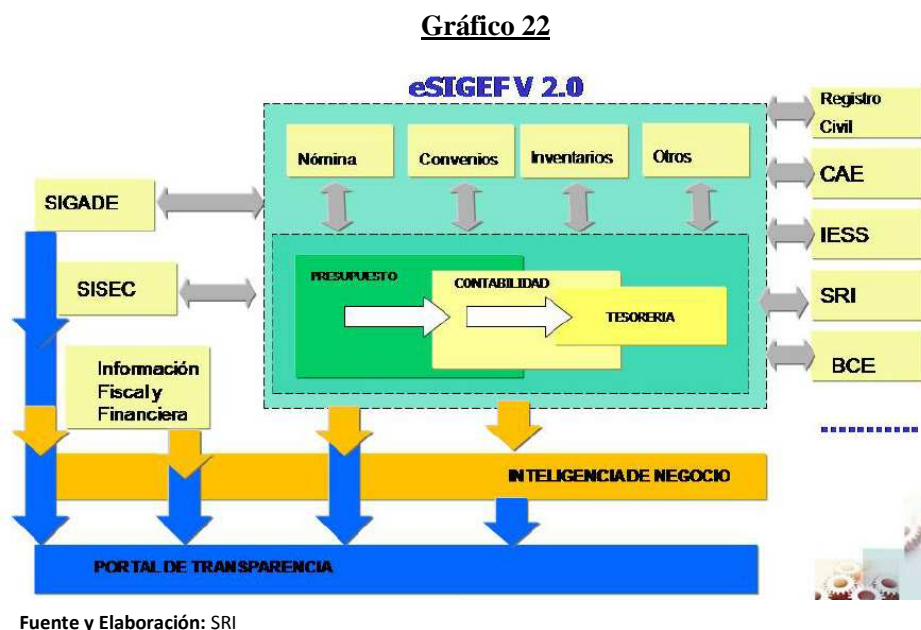 Gráfico 22
eSIGEF V 2.0
Nómina
Convenios
Inventarios
Otros
Registro
Civil
CAE
IESS
SRI
BCE
SIGADE
SISEC
Información
Fiscal y
Financiera
PRESUPUESTO
CONTABILIDAD
TESORERIA
INTELIGENCIA DE NEGOCIO
PORTAL DE TRANSPARENCIA
Fuente y Elaboración: SRI